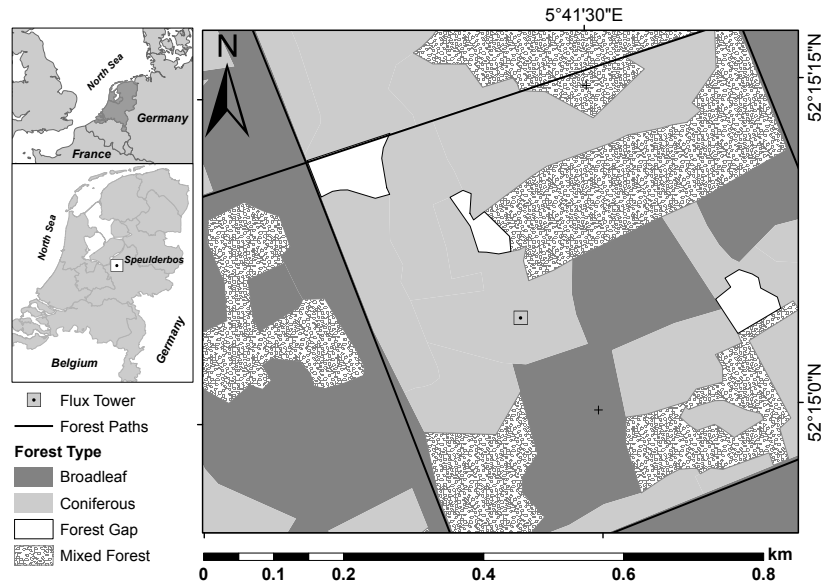 5°41'30"E
N
North Sea
Germany
France
52°15'15"N
North Sea
Speulderbos
Germany
Belgium
52°15'0"N
Flux Tower
Forest Paths
Forest Type
Broadleaf
Coniferous
Forest Gap
Mixed Forest
km
0 0.1 0.2 0.4 0.6 0.8